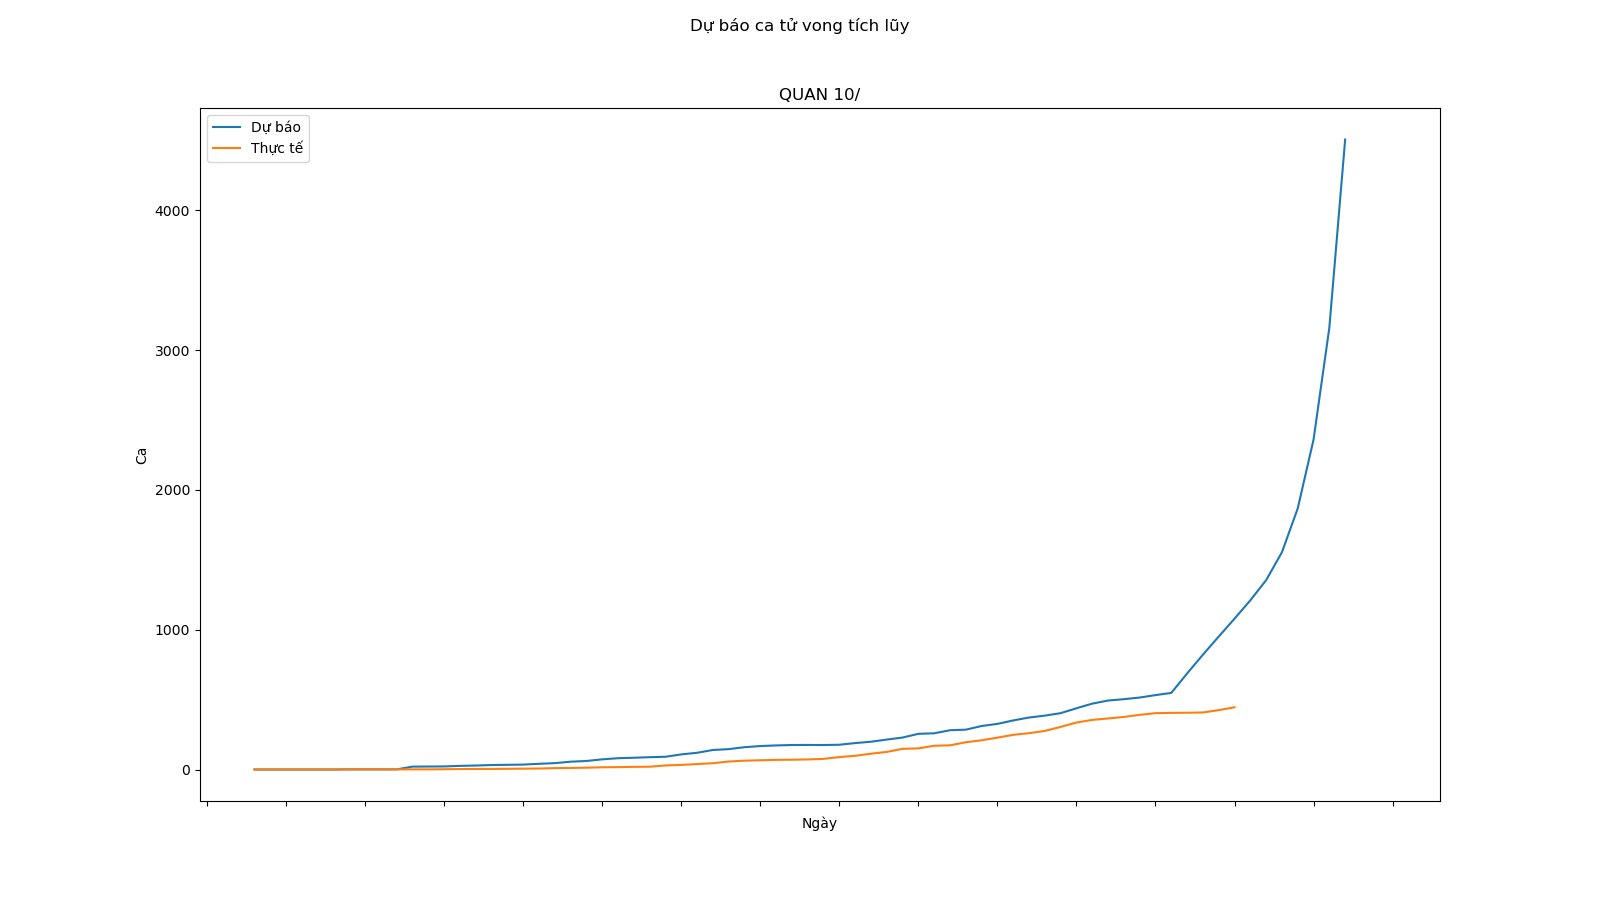 Dự báo ca tử vong tích lũy
QUAN 10/
Dự báo
Thực tế
4000
3000
2000
1000
0
Ca
Ngày